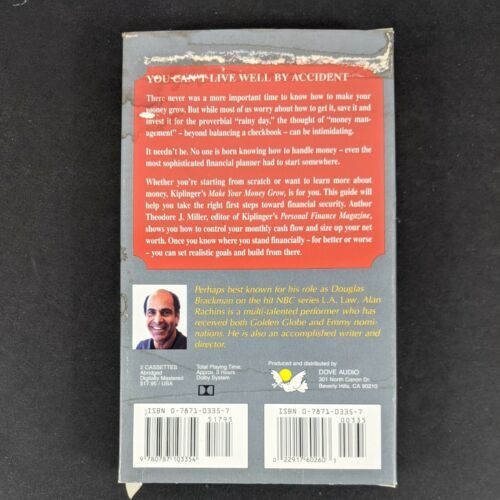 YOU CAN'T LIVE WELL BY ACCIDENT
There never was a more important time to know how to make your
money grow. But while most of us worry about how to get it, save it and
invest it for the proverbial "rainy day," the thought of "money man-
agement" – beyond balancing a checkbook – can be intimidating.
It needn't be. No one is born knowing how to handle money – even the
most sophisticated financial planner had to start somewhere.
Whether you're starting from scratch or want to learn more about
money, Kiplinger's Make Your Money Grow, is for you. This guide will
help you take the right first steps toward financial security. Author
Theodore J. Miller, editor of Kiplinger's Personal Finance Magazine,
shows you how to control your monthly cash flow and size up your net
worth. Once you know where you stand financially – for better or worse
– you can set realistic goals and build from there.
Perhaps best known for his role as Douglas
Brackman on the hit NBC series L.A. Law, Alan
Rachins is a multi-talented performer who has
received both Golden Globe and Emmy nomi-
nations. He is also an accomplished writer and
director.
2 CASSETTES
Abridged
Digitally Mastered
$17.95 / USA
Total Playing Time:
Approx. 3 Hours
Dolby System
Produced and distributed by
DOVE AUDIO
301 North Canon Dr.
Beverly Hills, CA 90210
ISBN 0-7871-0335-7
51795
9 780787 103354
ISBN 0-7871-0335-7
00335
0 22917 60260 7